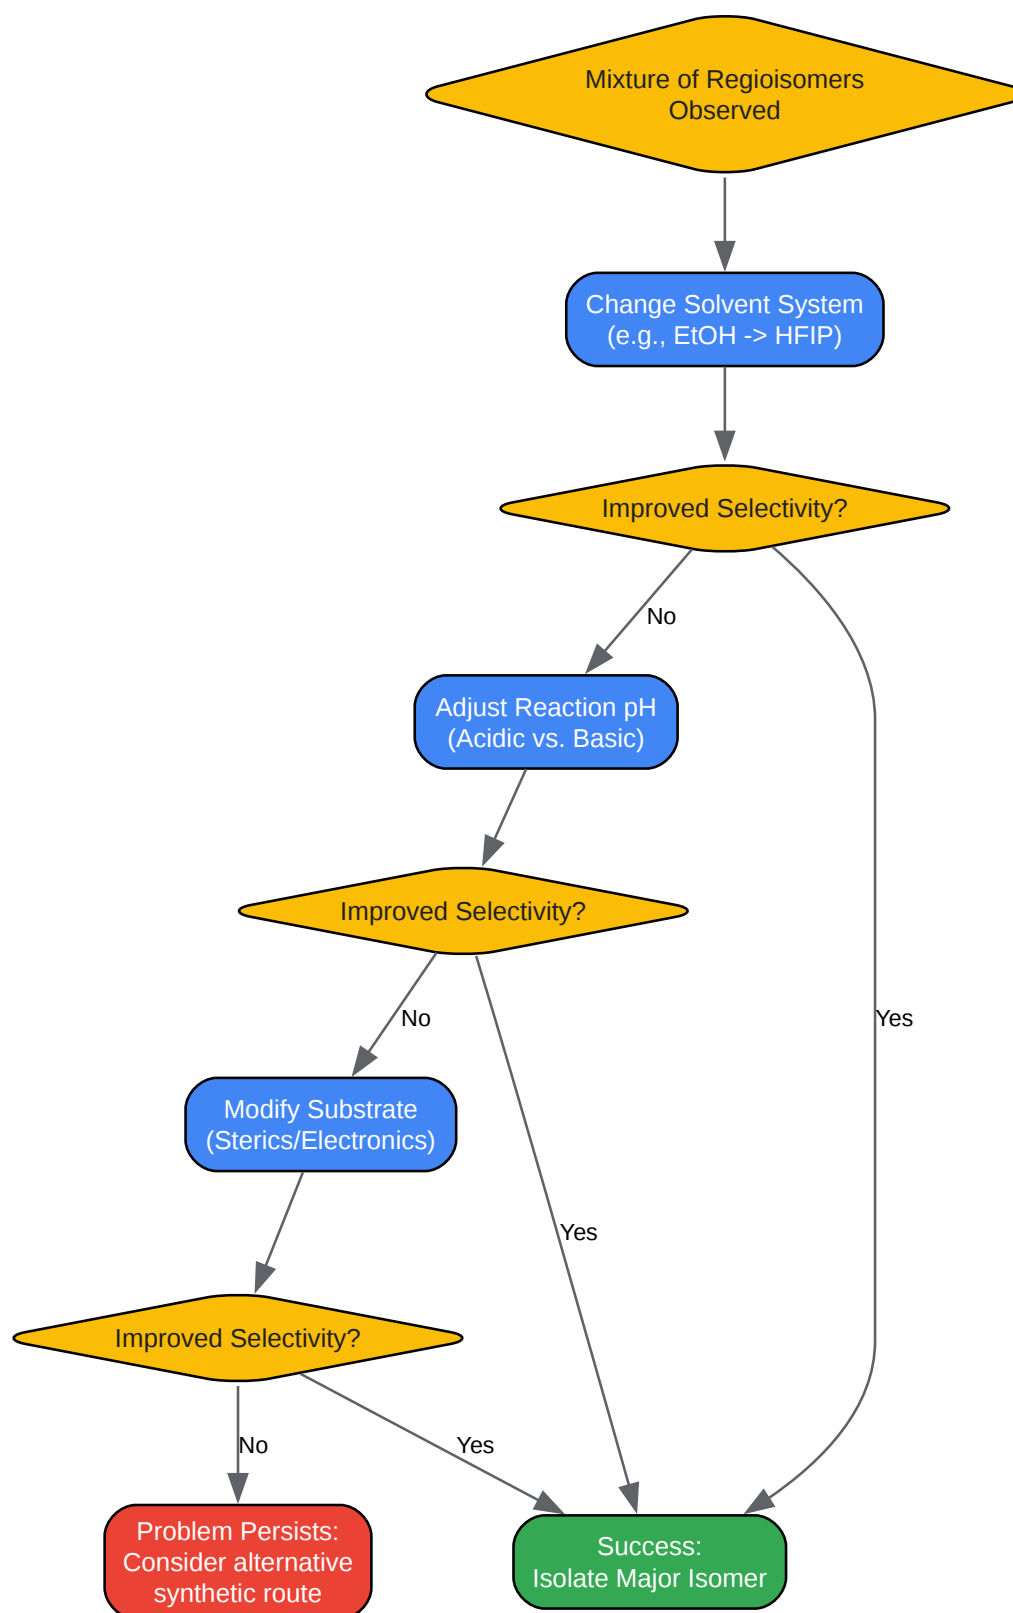 Mixture of Regioisomers
Observed
Change Solvent System
(e.g., EtOH -> HFIP)
Improved Selectivity?
No
Adjust Reaction pH
(Acidic vs. Basic)
Improved Selectivity?
No
Yes
Modify Substrate
(Sterics/Electronics)
Yes
Improved Selectivity?
No
Yes
Problem Persists:
Consider alternative
synthetic route
Success:
Isolate Major Isomer